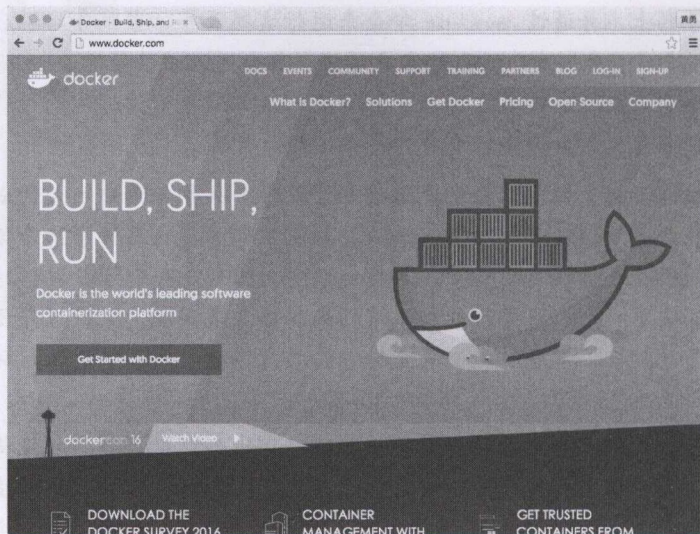 Docker - Build, Ship, and
www.docker.com
docker
DOCS EVENTS COMMUNITY SUPPORT TRAINING PARTNERS BLOG LOG-IN SIGN-UP
What is Docker? Solutions Get Docker Pricing Open Source Company
BUILD, SHIP,
RUN
Docker is the world's leading software
containerization platform
Get Started with Docker
dockercon 16 Watch Video
DOWNLOAD THE
DOCKER SURVEY 2016
CONTAINER
MANAGEMENT WITH
GET TRUSTED
CONTAINERS FROM